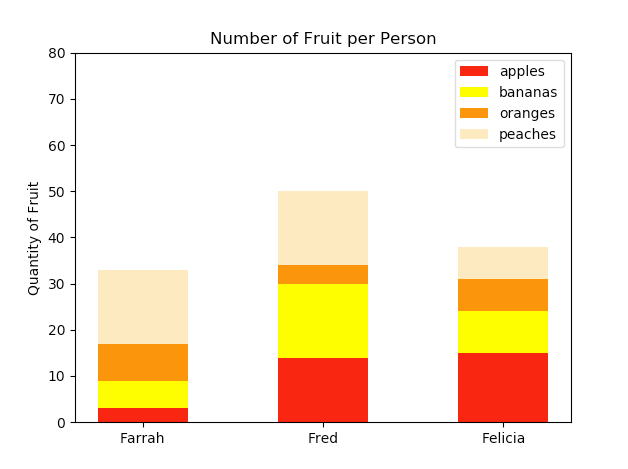 Number of Fruit per Person
80
70
60
50
40
30
20
10
0
Quantity of Fruit
apples
bananas
oranges
peaches
Farrah
Fred
Felicia